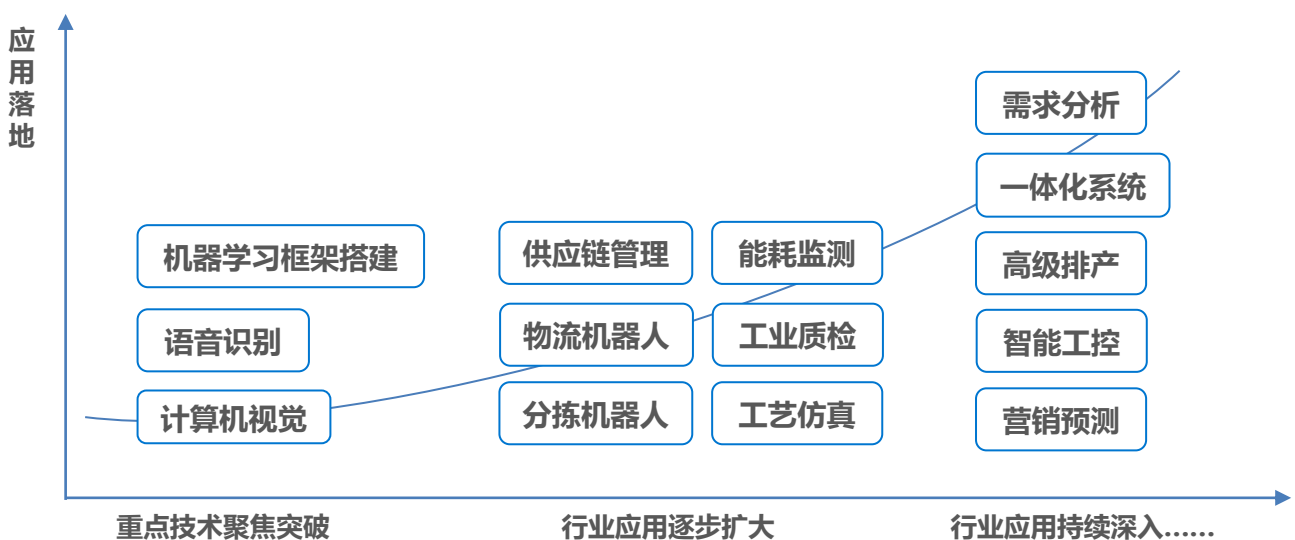 应用落地
机器学习框架搭建
语音识别
计算机视觉
供应链管理
能耗监测
物流机器人
工业质检
分拣机器人
工艺仿真
需求分析
一体化系统
高级排产
智能工控
营销预测
重点技术聚焦突破
行业应用逐步扩大
行业应用持续深入......